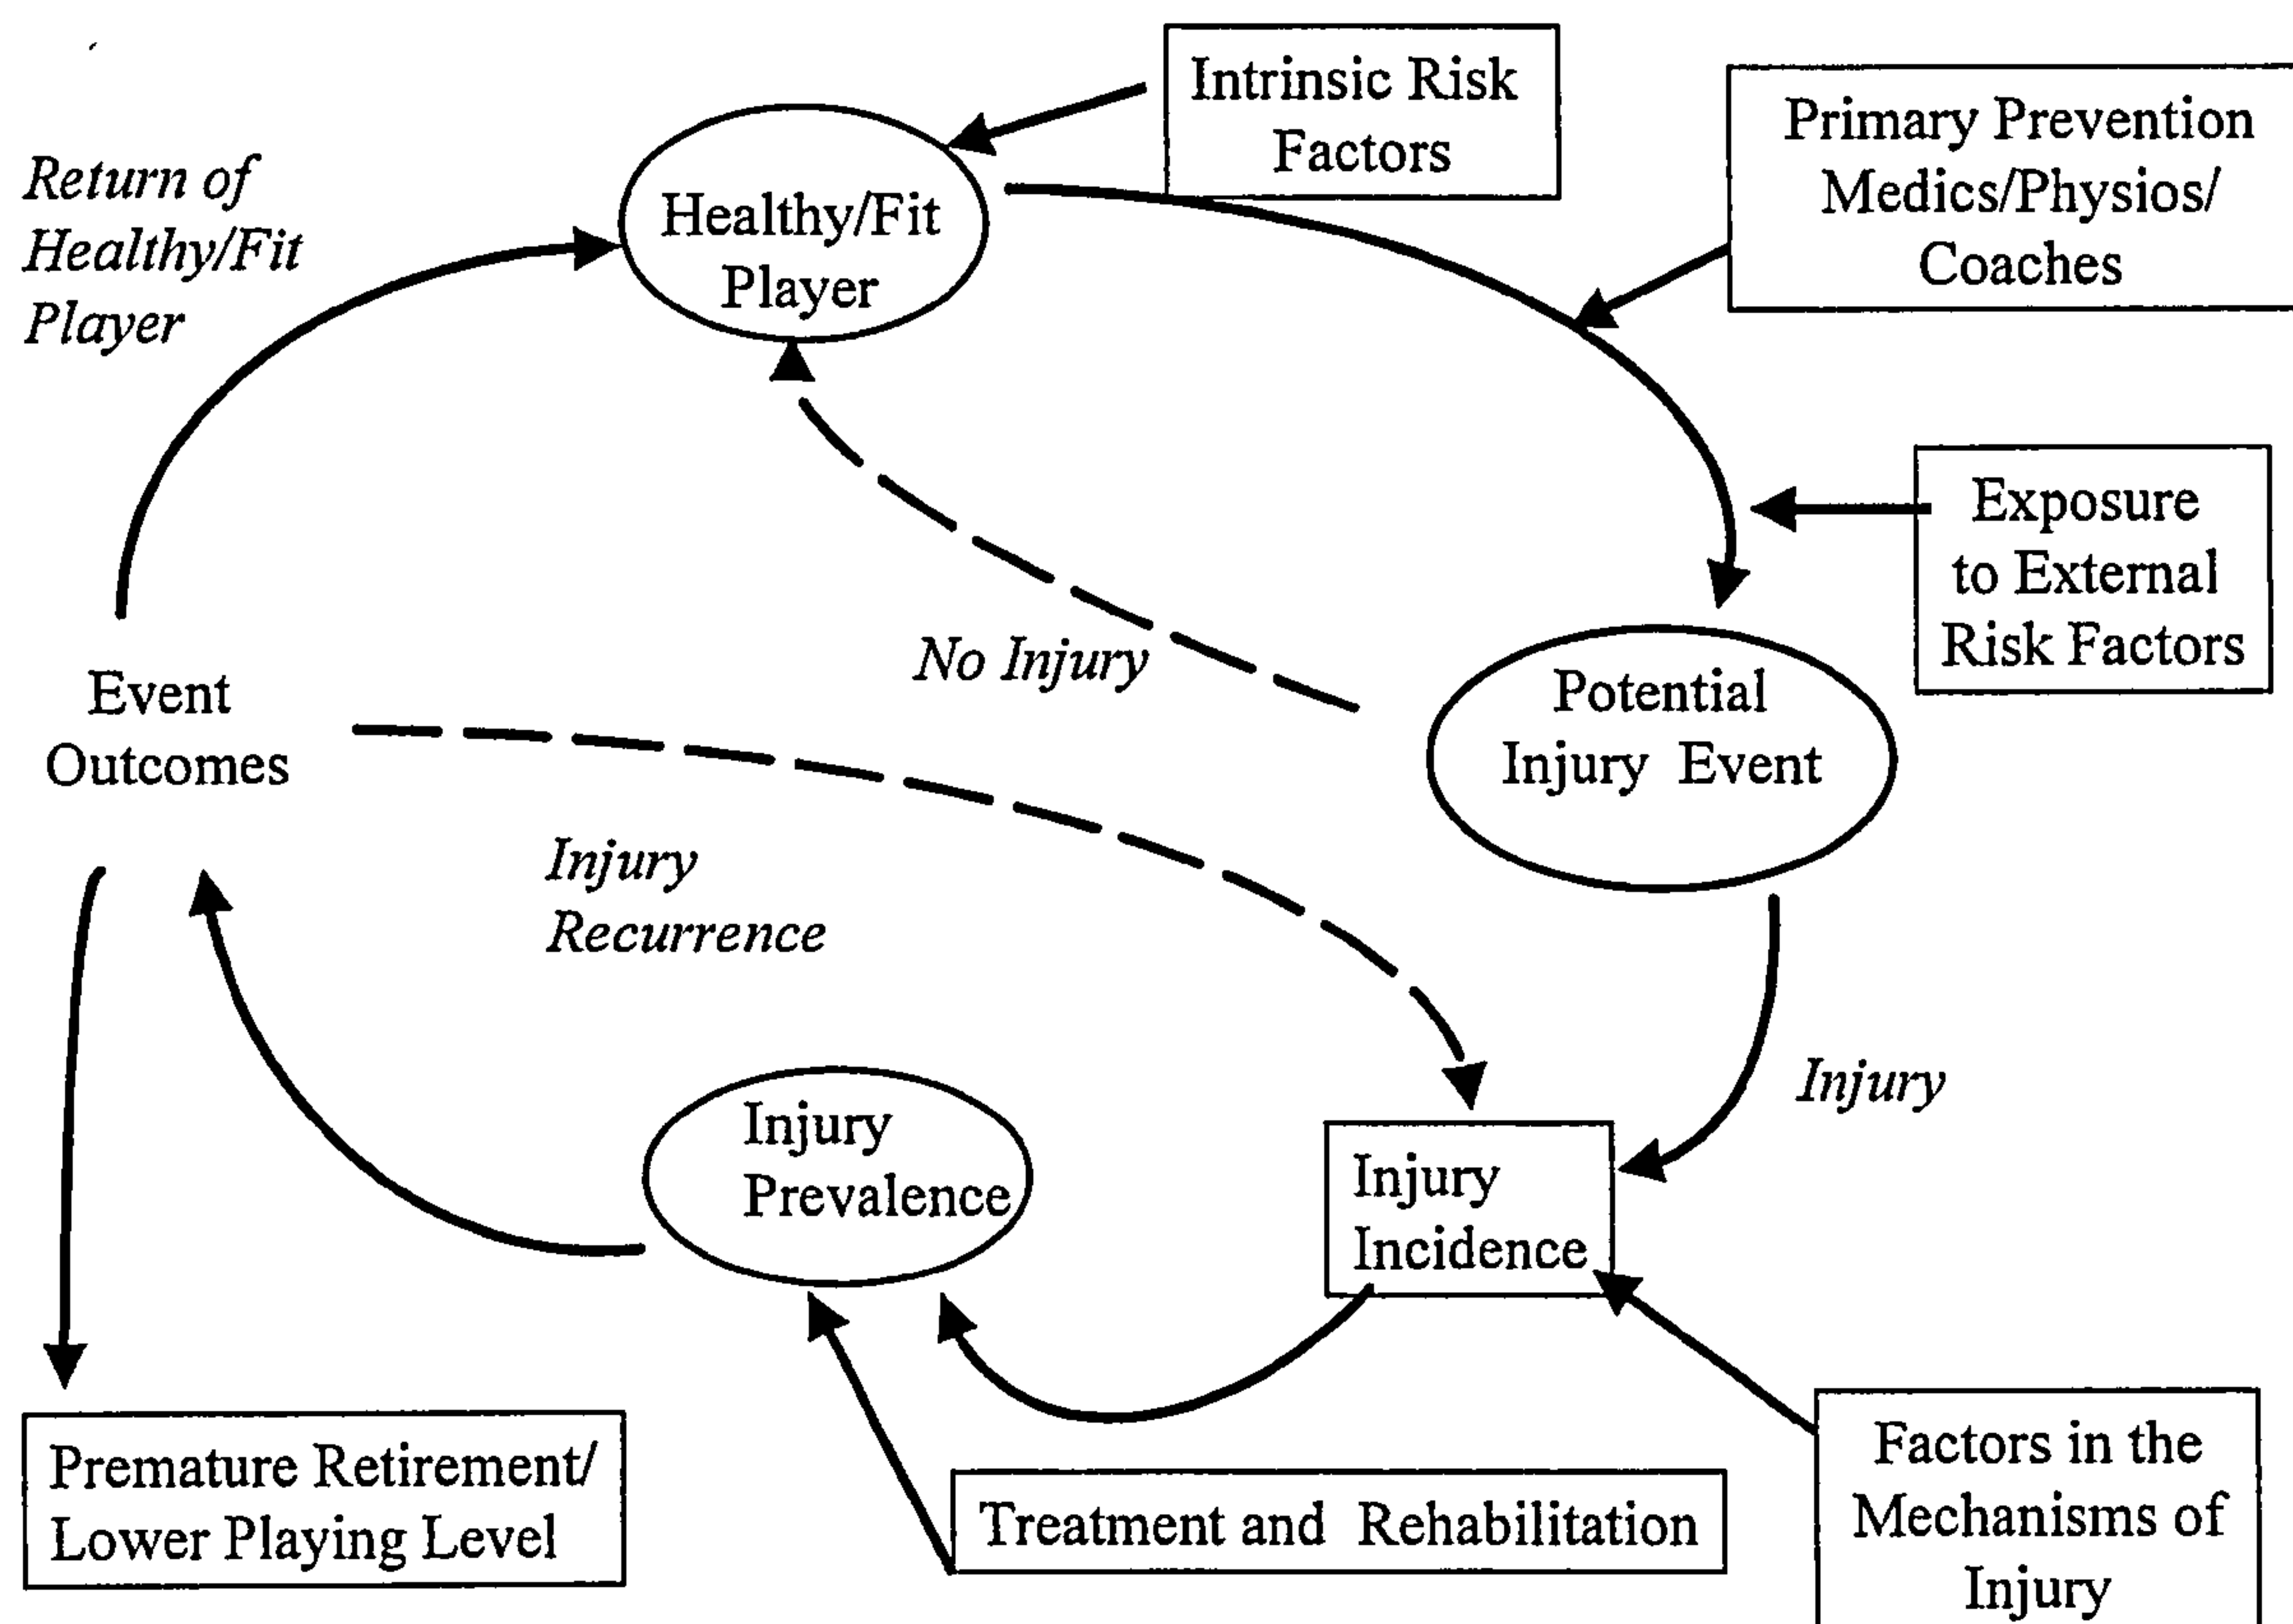 Intrinsic Risk
Factors
Primary Prevention
Medics/Physios/
Coaches
Return of
Healthy/Fit
Player
Healthy/Fit
Player
Exposure
to External
Risk Factors
No Injury
Potential
Injury Event
Event
Outcomes
Injury
Recurrence
Injury
Injury
Prevalence
Injury
Incidence
Premature Retirement/
Lower Playing Level
Treatment and Rehabilitation
Factors in the
Mechanisms of
Injury